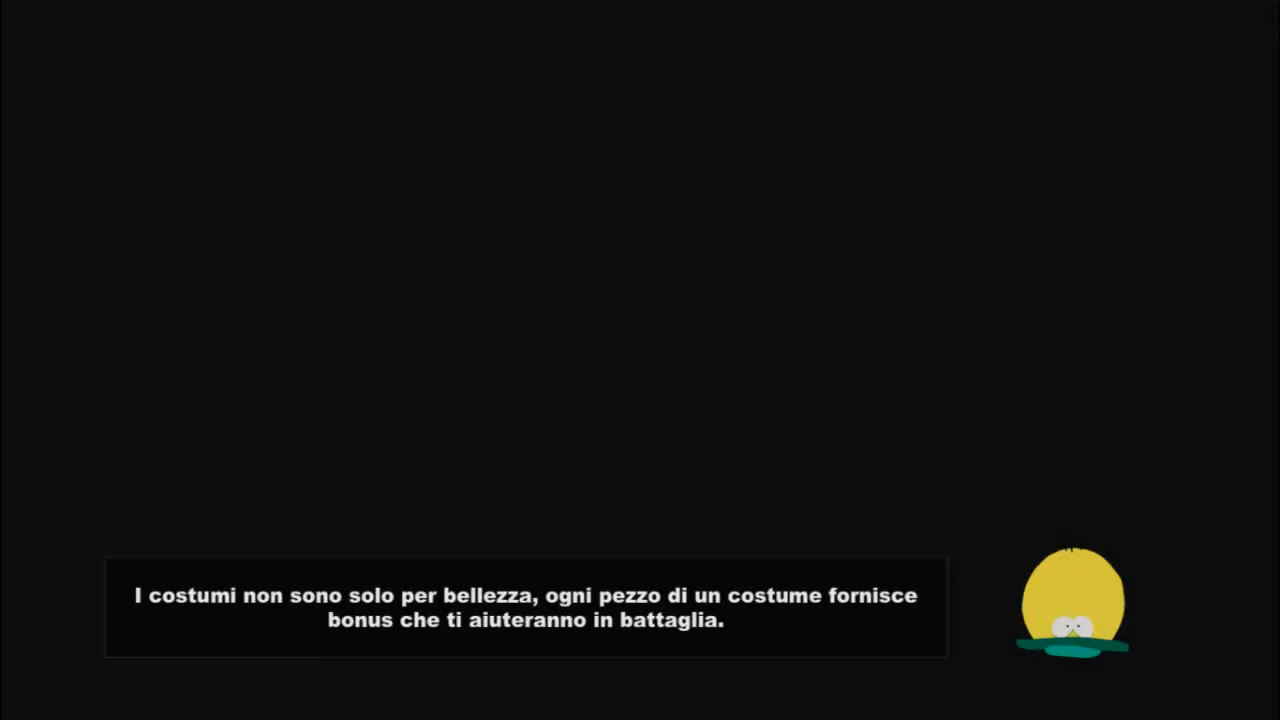 I costumi non sono solo per bellezza, ogni pezzo di un costume fornisce
bonus che ti aiuteranno in battaglia.